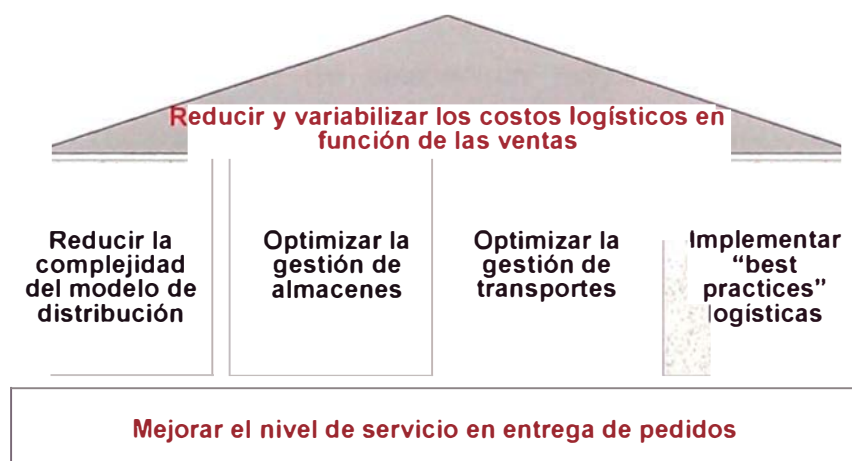 Reducir y variabilizar los costos logísticos en
función de las ventas
Reducir la
complejidad
del modelo de
distribución
Optimizar la
gestión de
almacenes
Optimizar la
gestión de
transportes
Implementar
“best
practices”
logísticas
Mejorar el nivel de servicio en entrega de pedidos